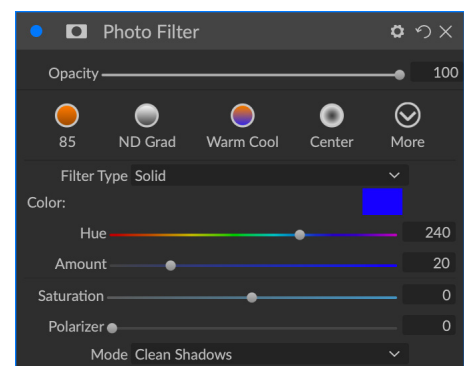 Photo Filter
Opacity 100
85 ND Grad Warm Cool Center More
Filter Type Solid
Color:
Hue 240
Amount 20
Saturation 0
Polarizer 0
Mode Clean Shadows